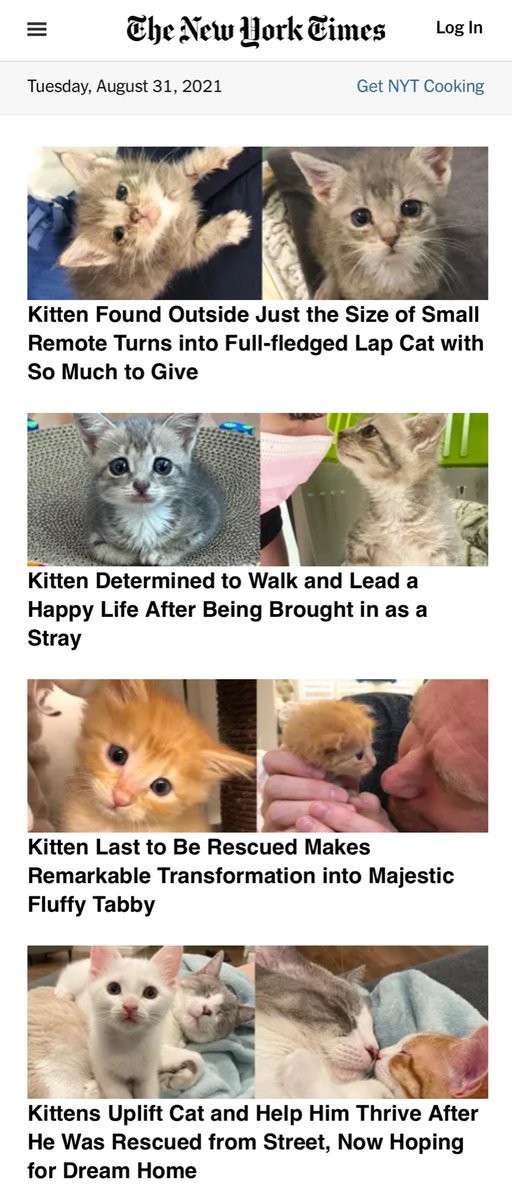 The New York Times
Log In
Tuesday, August 31, 2021
Get NYT Cooking
Kitten Found Outside Just the Size of Small
Remote Turns into Full-fledged Lap Cat with
So Much to Give
Kitten Determined to Walk and Lead a
Happy Life After Being Brought in as a
Stray
Kitten Last to Be Rescued Makes
Remarkable Transformation into Majestic
Fluffy Tabby
Kittens Uplift Cat and Help Him Thrive After
He Was Rescued from Street, Now Hoping
for Dream Home